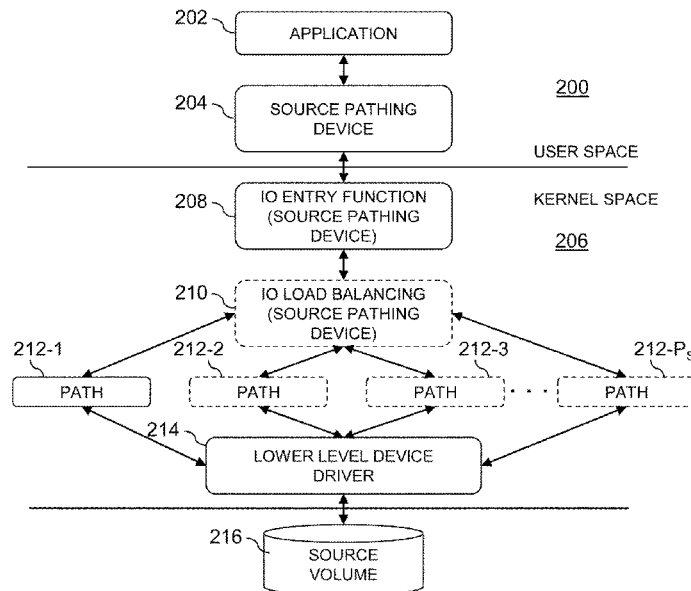 202
APPLICATION
204
SOURCE PATHING
DEVICE
200
USER SPACE
208
IO ENTRY FUNCTION
(SOURCE PATHING
DEVICE)
KERNEL SPACE
206
210
IO LOAD BALANCING
(SOURCE PATHING
DEVICE)
212-1
212-2
212-3
212-PS
PATH
PATH
PATH
. . .
PATH
214
LOWER LEVEL DEVICE
DRIVER
216
SOURCE
VOLUME